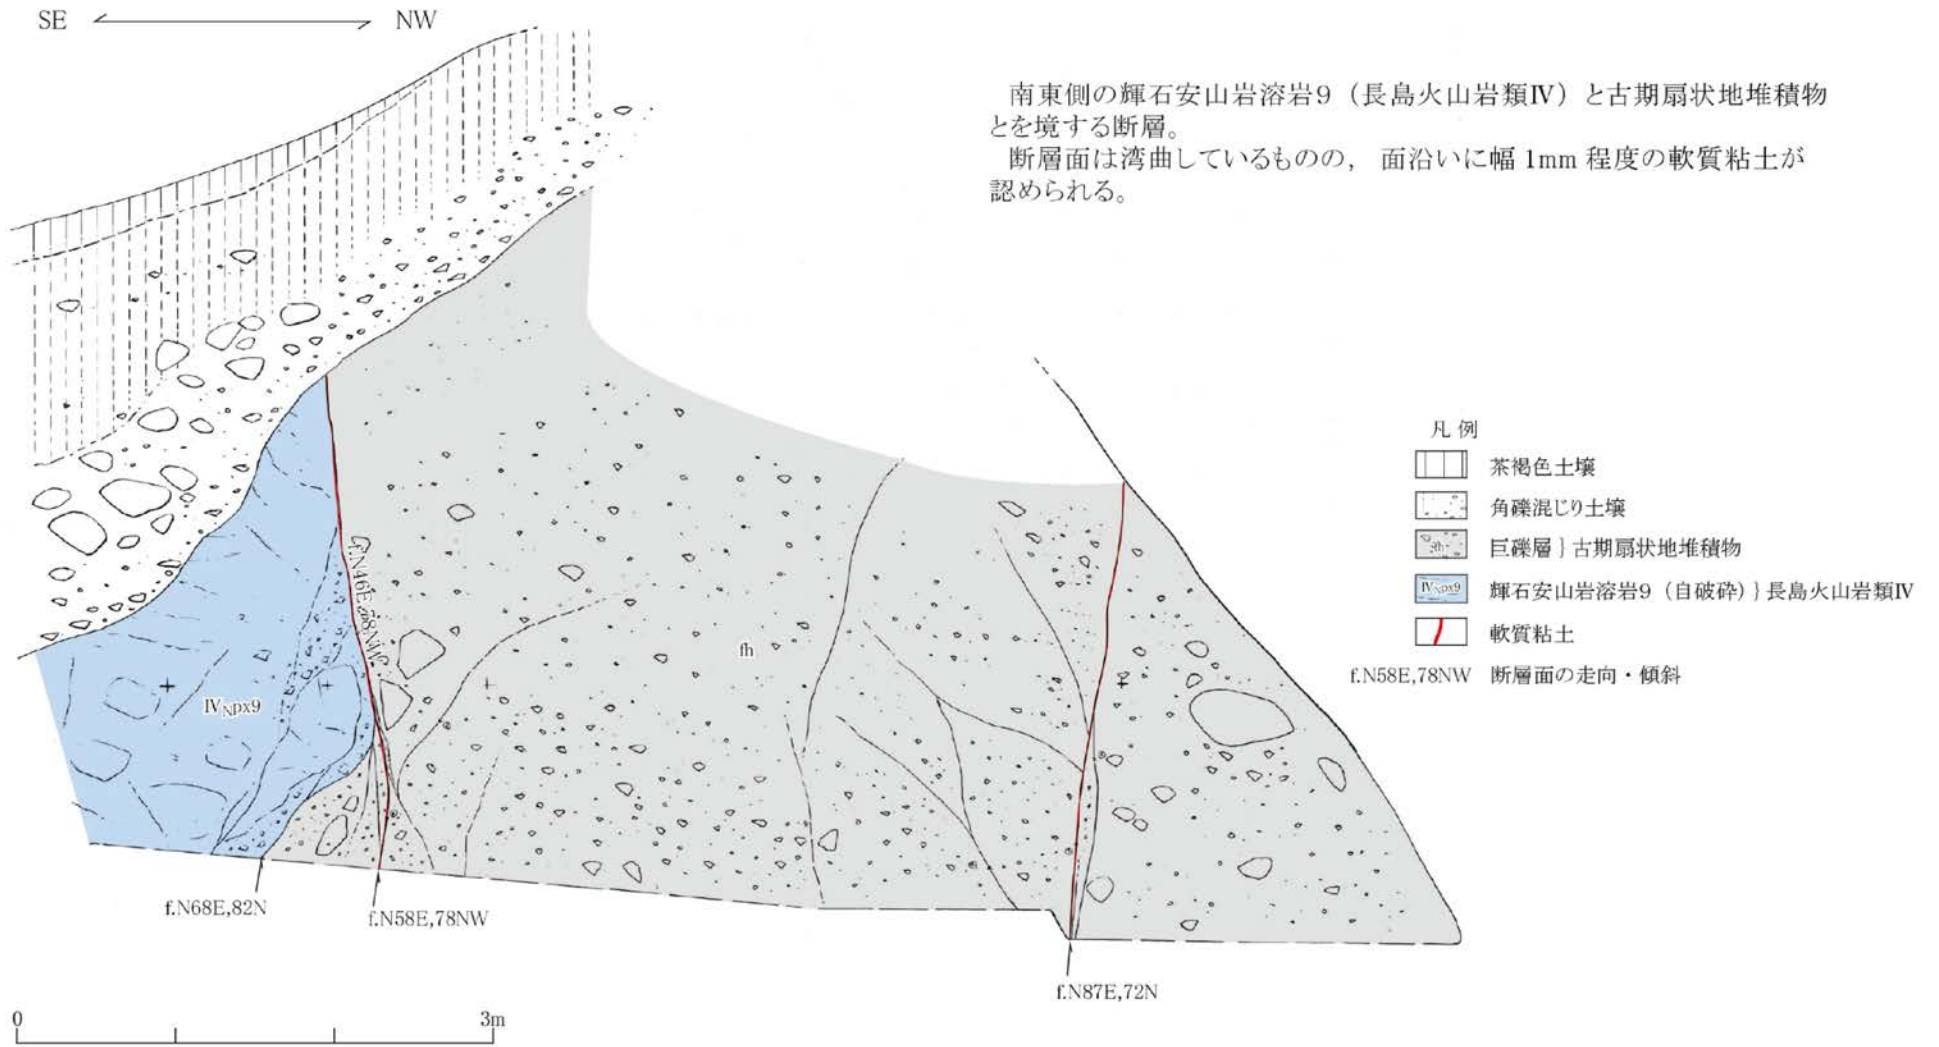 SE NW
南東側の輝石安山岩溶岩9（長島火山岩類Ⅳ）と古期扇状地堆積物
とを境する断層。
断層面は湾曲しているものの， 面沿いに幅 1mm 程度の軟質粘土が
認められる。
凡 例
茶褐色土壌
角礫混じり土壌
fh 巨礫層 } 古期扇状地堆積物
ⅣNpx9 輝石安山岩溶岩9（自破砕）} 長島火山岩類Ⅳ
軟質粘土
f.N58E,78NW 断層面の走向・傾斜
f.N46E,78NW
fh
ⅣNpx9
f.N68E,82N
f.N58E,78NW
f.N87E,72N
0 3m